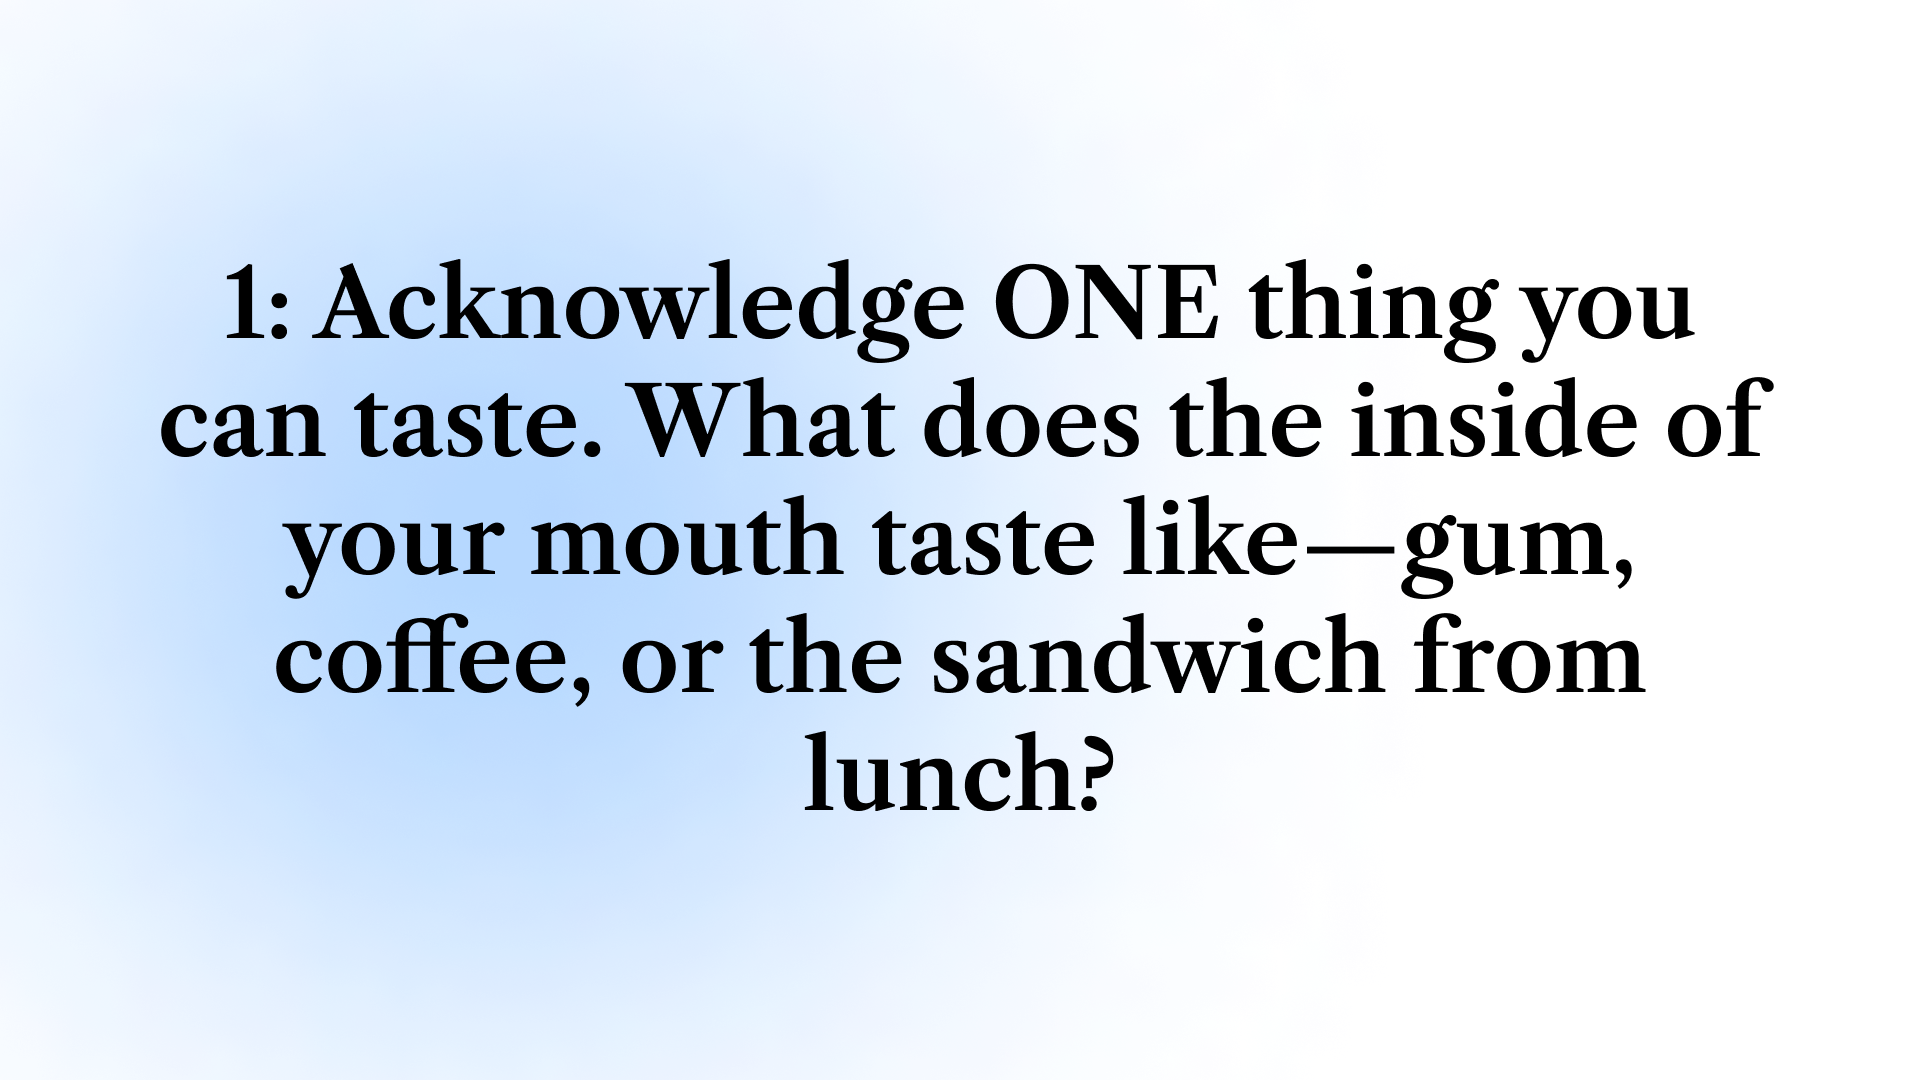 1: Acknowledge ONE thing you
can taste. What does the inside of
your mouth taste like—gum,
coffee, or the sandwich from
lunch?